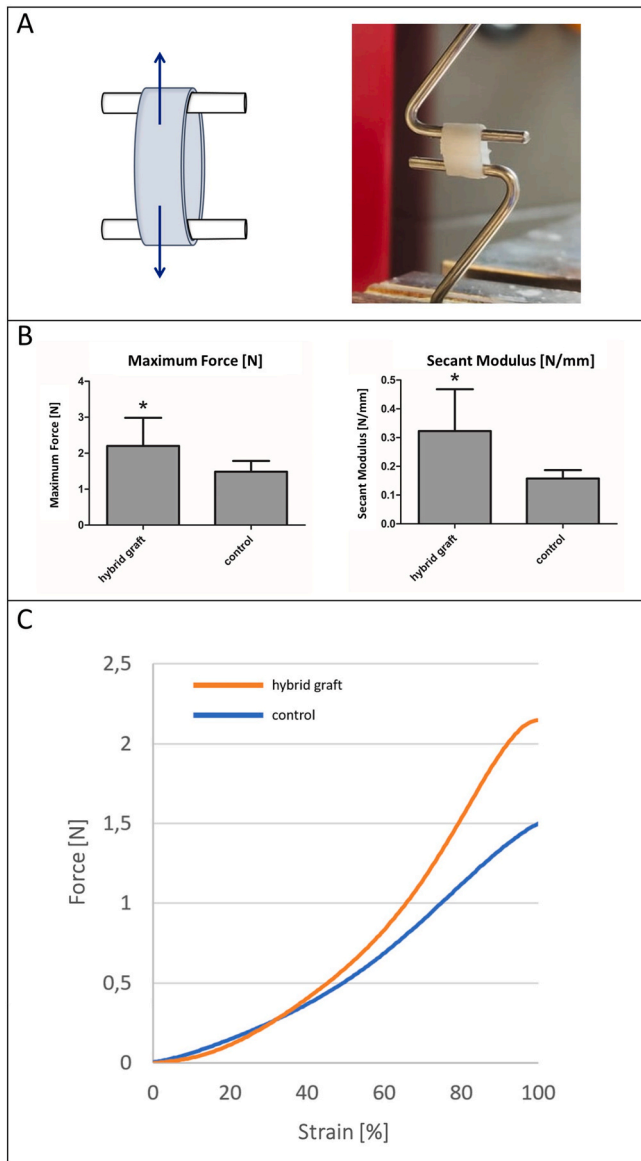 A
B
Maximum Force [N]
Maximum Force [N]
4
3
2
1
0
*
hybrid graft
control
Secant Modulus [N/mm]
Secant Modulus [N/mm]
0.5
0.4
0.3
0.2
0.1
0.0
*
hybrid graft
control
C
2,5
2
1,5
1
0,5
0
Force [N]
hybrid graft
control
0 20 40 60 80 100
Strain [%]